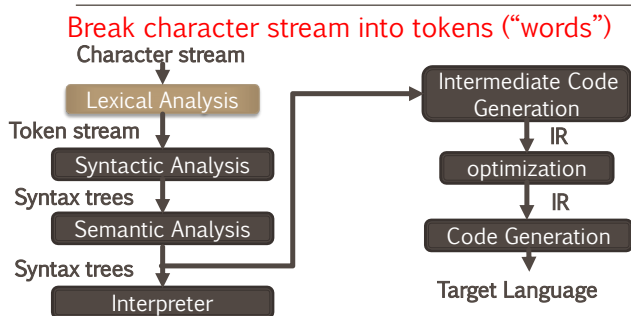 Break character stream into tokens (“words”)
Character stream
Lexical Analysis
Token stream
Syntactic Analysis
Syntax trees
Semantic Analysis
Syntax trees
Interpreter
Intermediate Code
Generation
IR
optimization
IR
Code Generation
Target Language